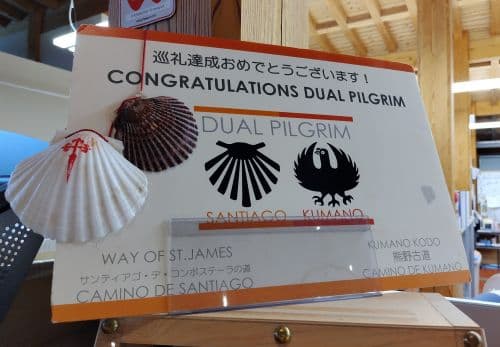 巡礼達成おめでとうございます！
CONGRATULATIONS DUAL PILGRIM
DUAL PILGRIM
SANTIAGO KUMANO
WAY OF ST.JAMES
サンティアゴ・デ・コンポステーラの道
CAMINO DE SANTIAGO
KUMANO KODO
熊野古道
CAMINO DE KUMANO